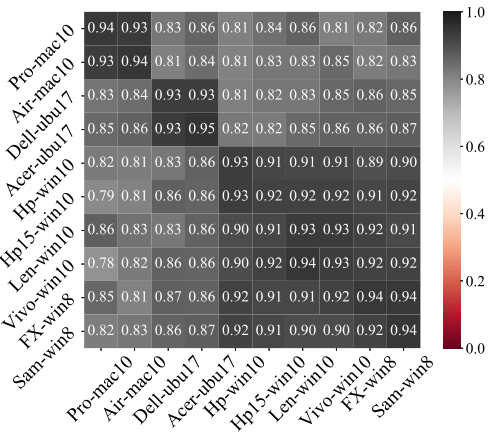 0.94 0.93 0.83 0.86 0.81 0.84 0.86 0.81 0.82 0.86
0.93 0.94 0.81 0.84 0.81 0.83 0.83 0.85 0.82 0.83
0.83 0.84 0.93 0.93 0.81 0.82 0.83 0.85 0.86 0.85
0.85 0.86 0.93 0.95 0.82 0.82 0.85 0.86 0.86 0.87
0.82 0.81 0.83 0.86 0.93 0.91 0.91 0.91 0.89 0.90
0.79 0.81 0.86 0.86 0.93 0.92 0.92 0.92 0.91 0.92
0.86 0.83 0.83 0.86 0.90 0.91 0.93 0.93 0.92 0.91
0.78 0.82 0.86 0.86 0.90 0.92 0.94 0.93 0.92 0.92
0.85 0.81 0.87 0.86 0.92 0.91 0.91 0.92 0.94 0.94
0.82 0.83 0.86 0.87 0.92 0.91 0.90 0.90 0.92 0.94
Pro-mac10
Air-mac10
Dell-ubu17
Acer-ubu17
Hp-win10
Hp15-win10
Len-win10
Vivo-win10
FX-win8
Sam-win8
Pro-mac10
Air-mac10
Dell-ubu17
Acer-ubu17
Hp-win10
Hp15-win10
Len-win10
Vivo-win10
FX-win8
Sam-win8
1.0
0.8
0.6
0.4
0.2
0.0